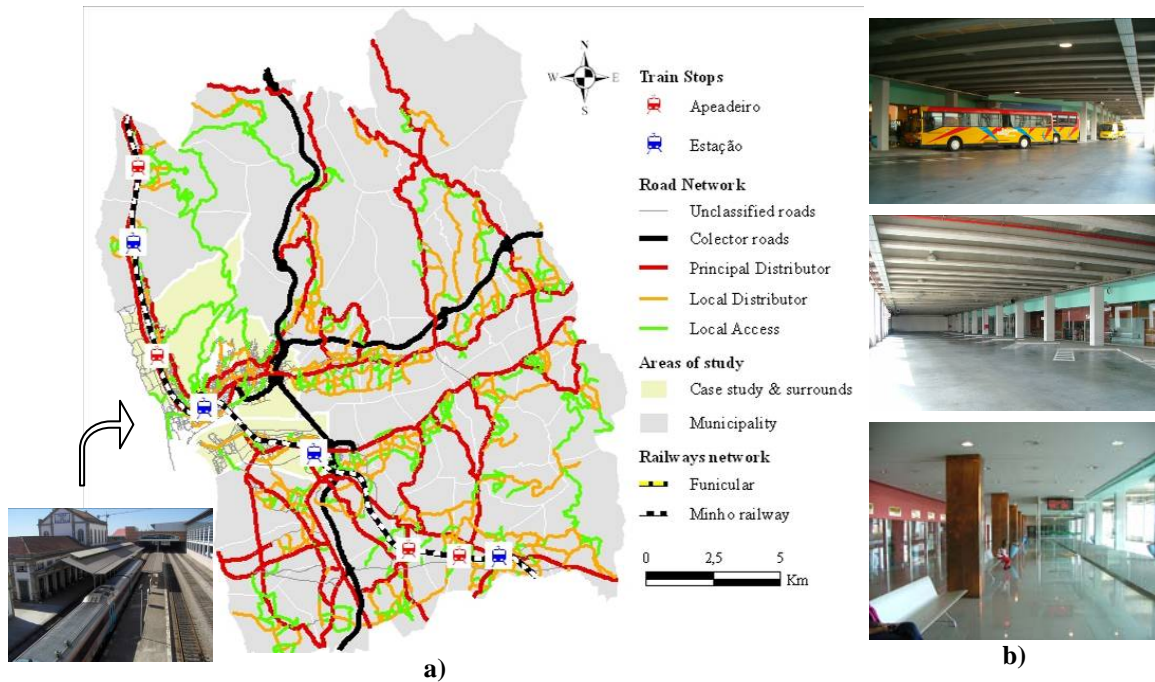 N
W E
S
Train Stops
Apeadeiro
Estação
Road Network
Unclassified roads
Colector roads
Principal Distributor
Local Distributor
Local Access
Areas of study
Case study & surrounds
Municipality
Railways network
Funicular
Minho railway
0 2,5 5
Km
a)
b)